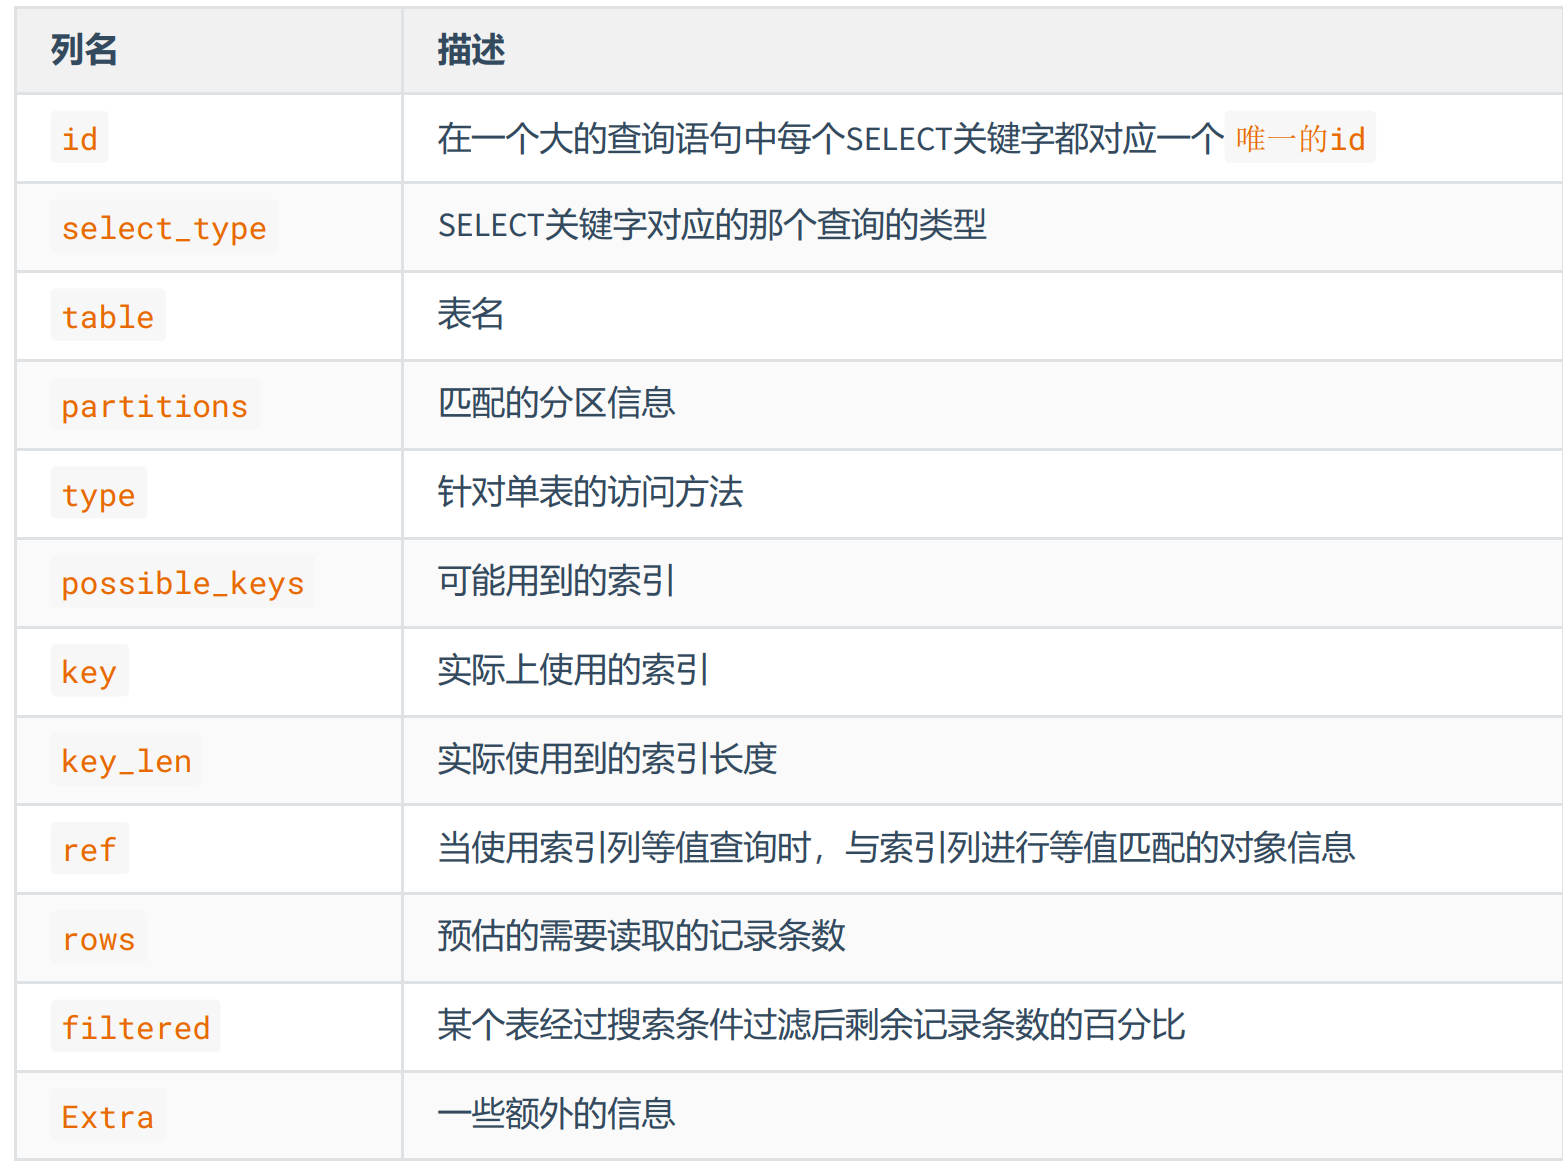 列名 描述
id 在一个大的查询语句中每个SELECT关键字都对应一个 唯一的id
select_type SELECT关键字对应的那个查询的类型
table 表名
partitions 匹配的分区信息
type 针对单表的访问方法
possible_keys 可能用到的索引
key 实际上使用的索引
key_len 实际使用到的索引长度
ref 当使用索引列等值查询时，与索引列进行等值匹配的对象信息
rows 预估的需要读取的记录条数
filtered 某个表经过搜索条件过滤后剩余记录条数的百分比
Extra 一些额外的信息